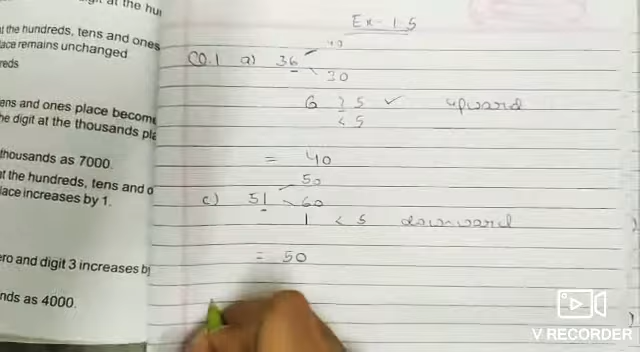 at the hun
t the hundreds, tens and ones
lace remains unchanged
reds
ens and ones place become
he digit at the thousands pla
thousands as 7000.
t the hundreds, tens and o
lace increases by 1.
ero and digit 3 increases by
nds as 4000.
Ex - 1.5
Q.1 a) 36 40
30
6 ≥ 5 ✓ upward
< 5
= 40
50
c) 51 60
1 < 5 downward
= 50
V RECORDER